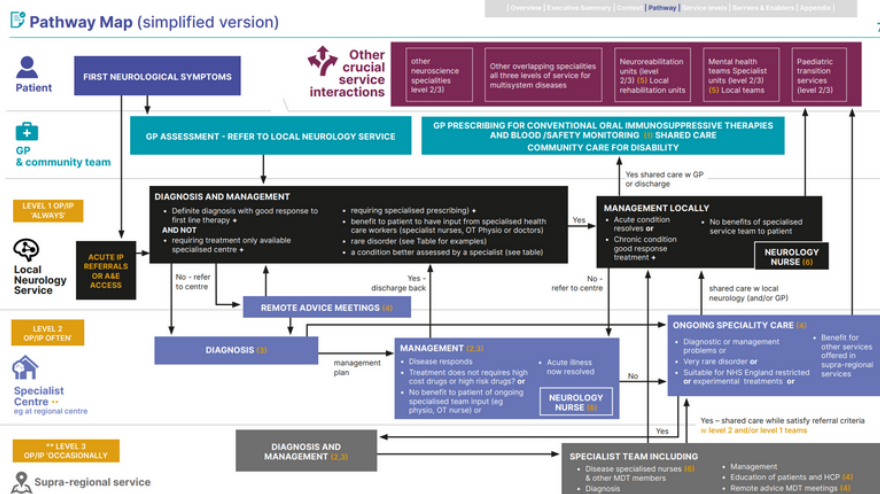 | Overview | Executive Summary | Context | Pathway | Service levels | Barriers & Enablers | Appendix |
Pathway Map (simplified version)
7
Patient
FIRST NEUROLOGICAL SYMPTOMS
Other
crucial
service
interactions
other
neuroscience
specialities
level 2/3)
Other overlapping specialities
all three levels of service for
multisystem diseases
Neuroreabilitation
units (level
2/3) (5) Local
rehabilitation units
Mental health
teams Specialist
units (level 2/3)
(5) Local teams
Paediatric
transition
services
(level 2/3)
GP
& community team
GP ASSESSMENT - REFER TO LOCAL NEUROLOGY SERVICE
GP PRESCRIBING FOR CONVENTIONAL ORAL IMMUNOSUPPRESSIVE THERAPIES
AND BLOOD /SAFETY MONITORING (1) SHARED CARE
COMMUNITY CARE FOR DISABILITY
Yes shared care w GP
or discharge
LEVEL 1 OP/IP
'ALWAYS'
Local
Neurology
Service
ACUTE IP
REFERRALS
OR A&E
ACCESS
DIAGNOSIS AND MANAGEMENT
• Definite diagnosis with good response to
first line therapy +
AND NOT
• requiring treatment only available
specialised centre +
• requiring specialised prescribing) +
• benefit to patient to have input from specialised health
care workers (specialist nurses, OT Physio or doctors)
• rare disorder (see Table for examples)
• a condition better assessed by a specialist (see table)
Yes
MANAGEMENT LOCALLY
• Acute condition
resolves or
• Chronic condition
good response
treatment +
• No benefits of specialised
service team to patient
NEUROLOGY
NURSE (6)
No - refer
to centre
Yes -
discharge back
No -
refer to centre
shared care w local
neurology (and/or GP)
REMOTE ADVICE MEETINGS (4)
LEVEL 2
OP/IP OFTEN'
Specialist
Centre **
eg at regional centre
DIAGNOSIS (3)
management
plan
MANAGEMENT (2,3)
• Disease responds
• Treatment does not requires high
cost drugs or high risk drugs? or
• No benefit to patient of ongoing
specialised team input (eg
physio, OT nurse) or
• Acute illness
now resolved
NEUROLOGY
NURSE (6)
No
ONGOING SPECIALITY CARE (4)
• Diagnostic or management
problems or
• Very rare disorder or
• Suitable for NHS England restricted
or experimental treatments or
• Benefit for
other services
offered in
supra-regional
services
Yes
Yes – shared care while satisfy referral criteria
w level 2 and/or level 1 teams
** LEVEL 3
OP/IP 'OCCASIONALLY
Supra-regional service
DIAGNOSIS AND
MANAGEMENT (2,3)
SPECIALIST TEAM INCLUDING
• Disease specialised nurses (6)
& other MDT members
• Diagnosis
• Management
• Education of patients and HCP (4)
• Remote advice MDT meetings (4)